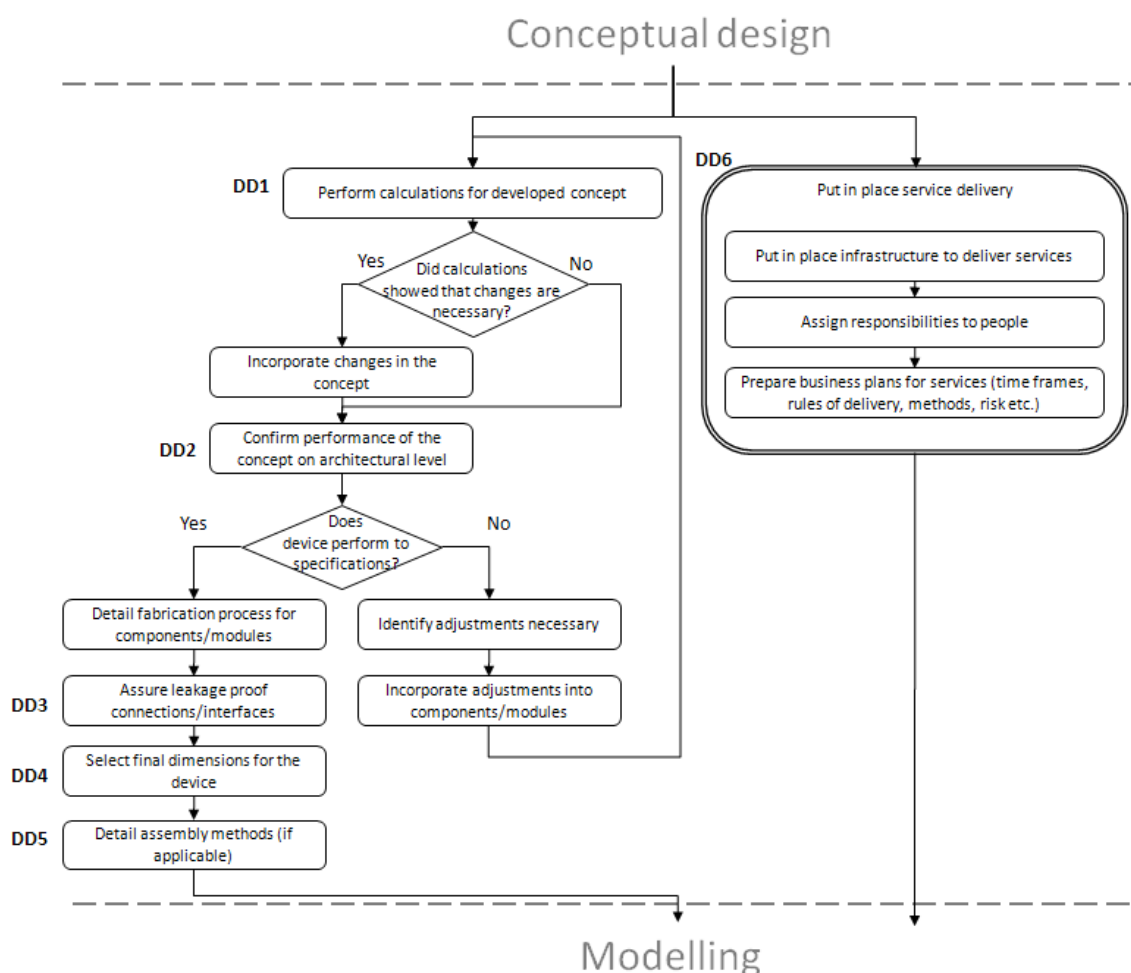 Conceptual design
DD1
Perform calculations for developed concept
Yes
No
Did calculations
showed that changes are
necessary?
Incorporate changes in the
concept
DD2
Confirm performance of the
concept on architectural level
Yes
No
Does
device perform to
specifications?
Detail fabrication process for
components/modules
Identify adjustments necessary
DD3
Assure leakage proof
connections/interfaces
Incorporate adjustments into
components/modules
DD4
Select final dimensions for the
device
DD5
Detail assembly methods (if
applicable)
DD6
Put in place service delivery
Put in place infrastructure to deliver services
Assign responsibilities to people
Prepare business plans for services (time frames,
rules of delivery, methods, risk etc.)
Modelling